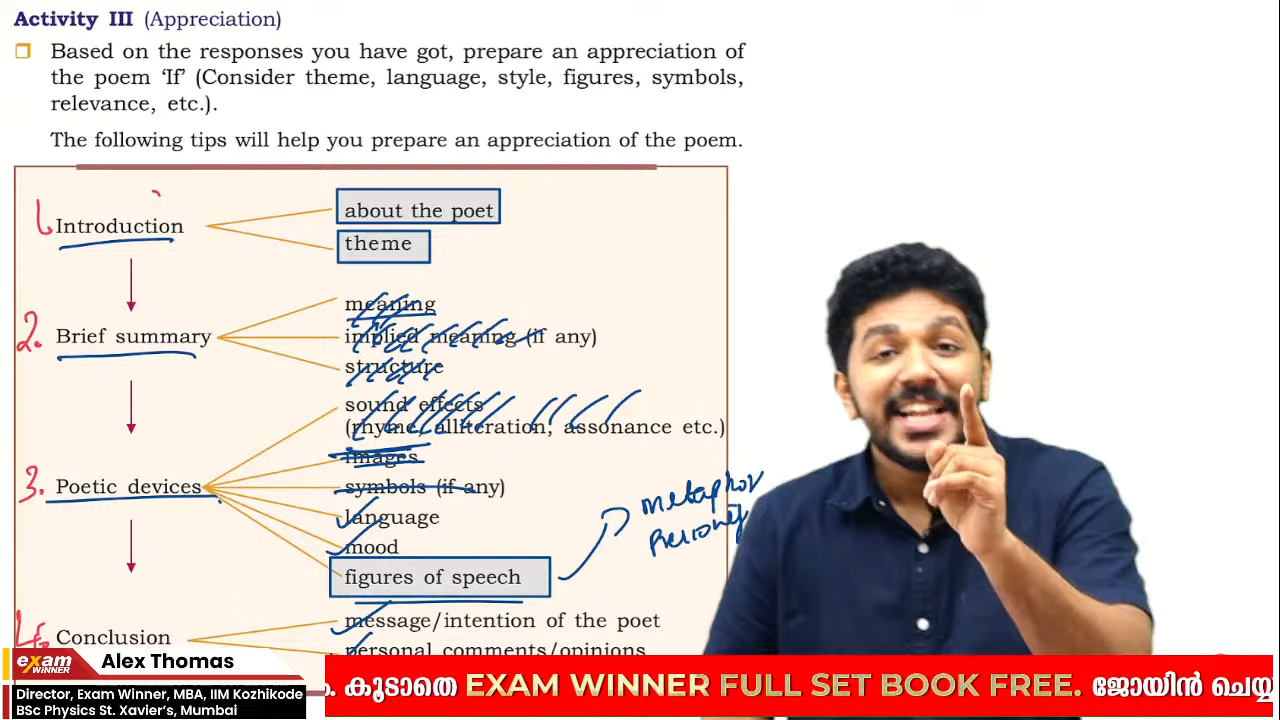 Activity III (Appreciation)
❐ Based on the responses you have got, prepare an appreciation of
the poem ‘If’ (Consider theme, language, style, figures, symbols,
relevance, etc.).
The following tips will help you prepare an appreciation of the poem.
about the poet
1. Introduction
theme
meaning
2. Brief summary
implied meaning (if any)
structure
sound effects
(rhyme, alliteration, assonance etc.)
images
3. Poetic devices
symbols (if any)
metaphor
language
mood
figures of speech
message/intention of the poet
4. Conclusion
personal comments/opinions
exam WINNER
Alex Thomas
Director, Exam Winner, MBA, IIM Kozhikode
BSc Physics St. Xavier’s, Mumbai
കൂടാതെ EXAM WINNER FULL SET BOOK FREE. ജോയിൻ